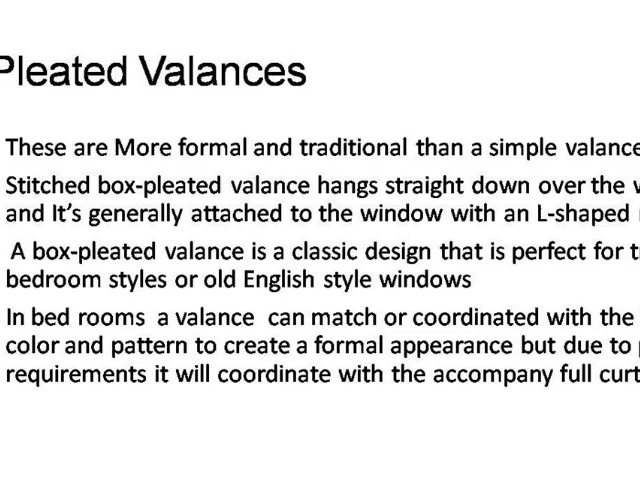 Pleated Valances
These are More formal and traditional than a simple valance
Stitched box-pleated valance hangs straight down over the
and It's generally attached to the window with an L-shaped
A box-pleated valance is a classic design that is perfect for
bedroom styles or old English style windows
In bed rooms a valance can match or coordinated with the
color and pattern to create a formal appearance but due to
requirements it will coordinate with the accompany full